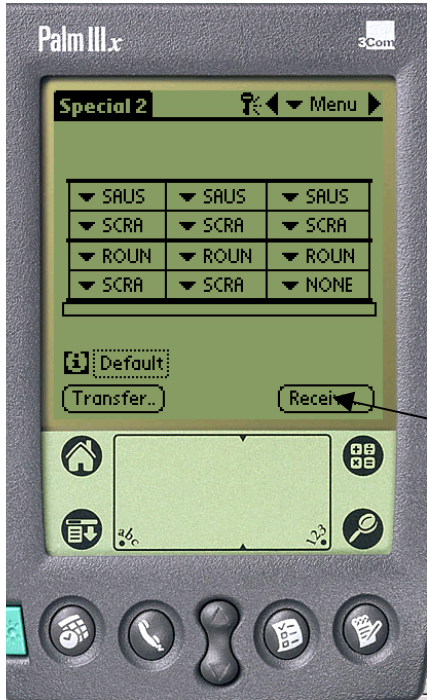 Palm IIIx
3Com
Special 2 Menu
SAUS SAUS SAUS
SCRA SCRA SCRA
ROUN ROUN ROUN
SCRA SCRA NONE
i Default
Transfer.. Recei
abc 123